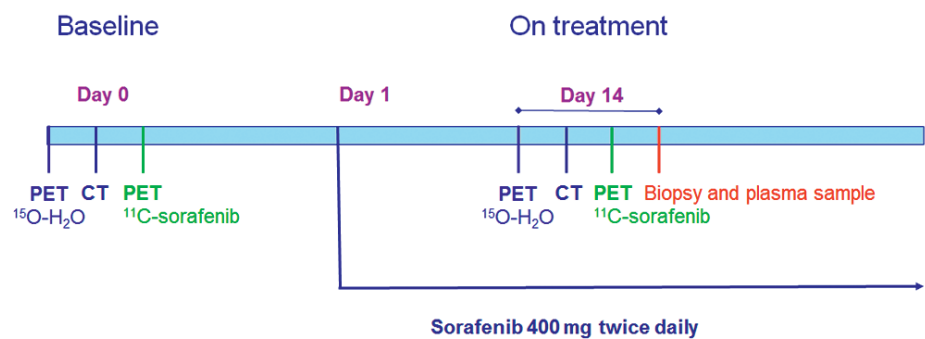 Baseline
On treatment
Day 0
Day 1
Day 14
PET CT PET
¹⁵O-H₂O ¹¹C-sorafenib
PET CT PET Biopsy and plasma sample
¹⁵O-H₂O ¹¹C-sorafenib
Sorafenib 400 mg twice daily